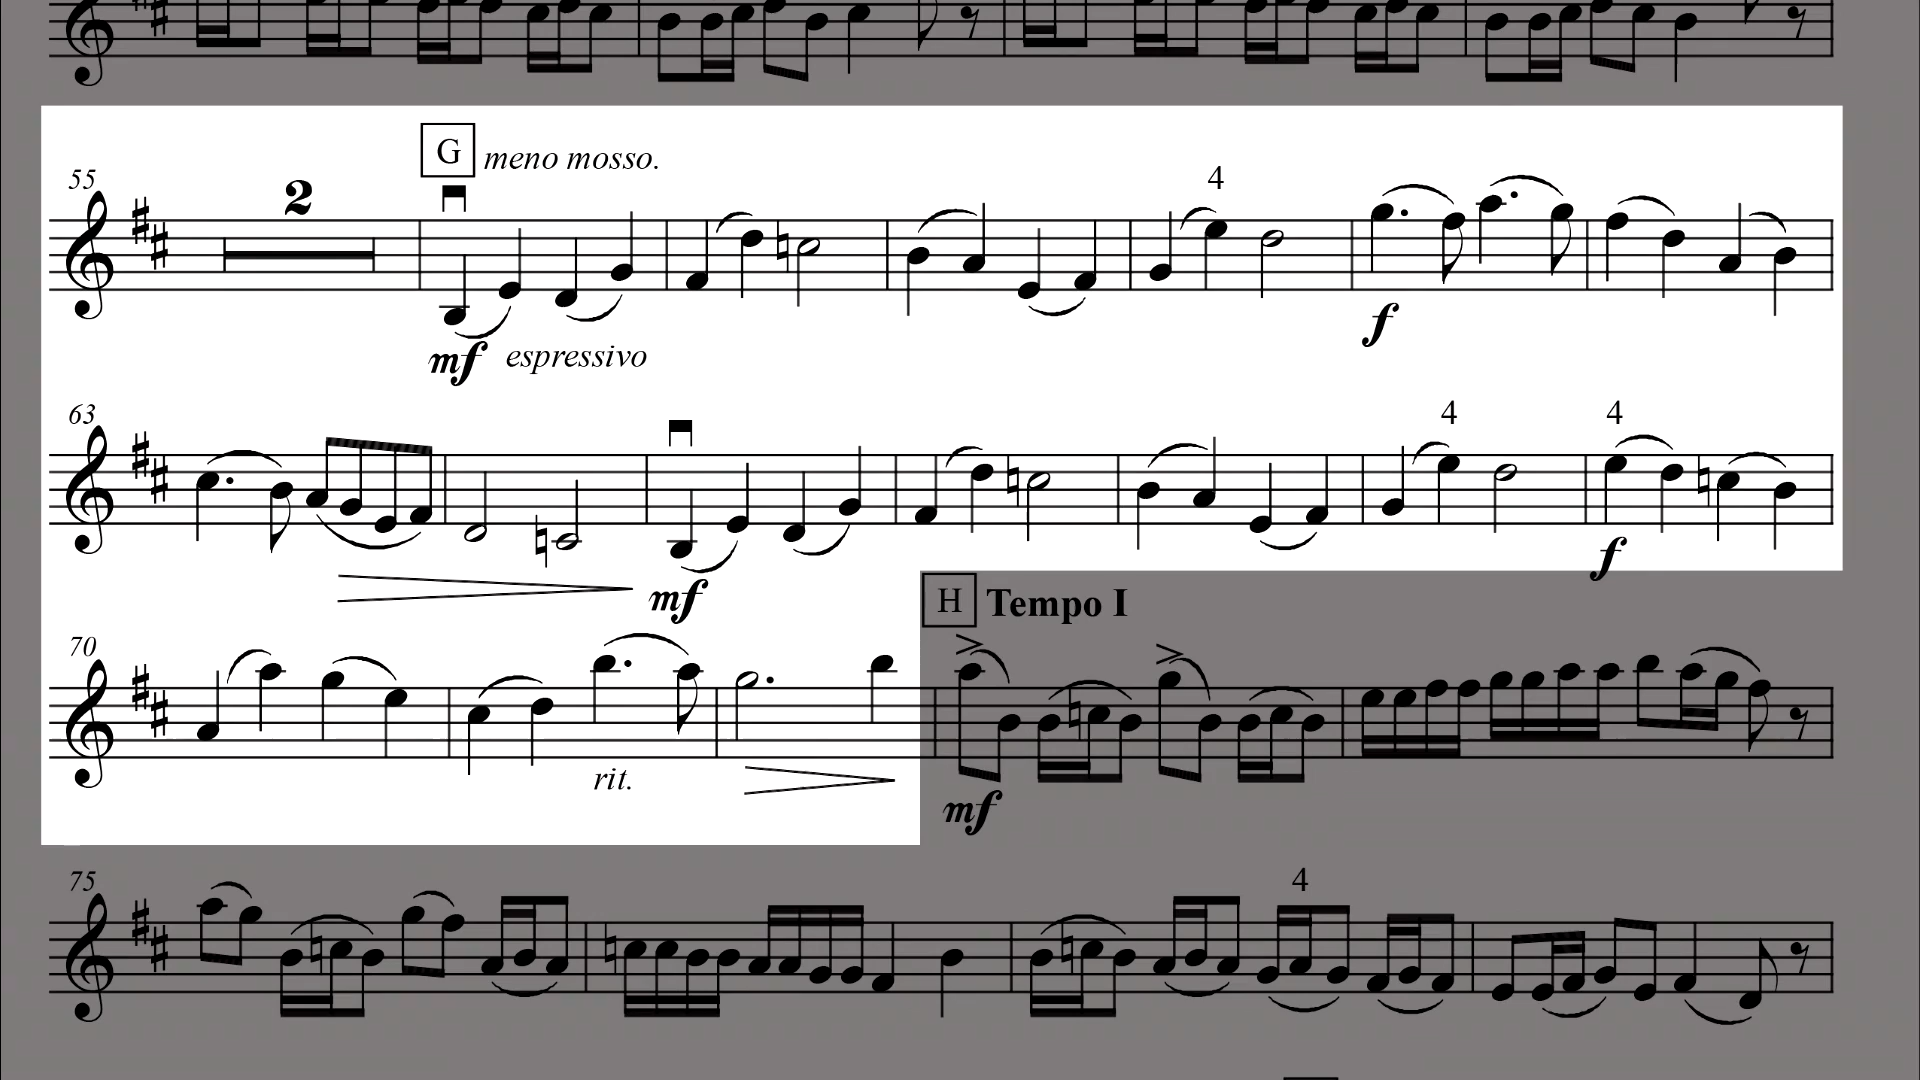 G meno mosso.
55
2
4
mf espressivo
f
63
4 4
mf
f
H Tempo I
70
rit.
mf
75
4